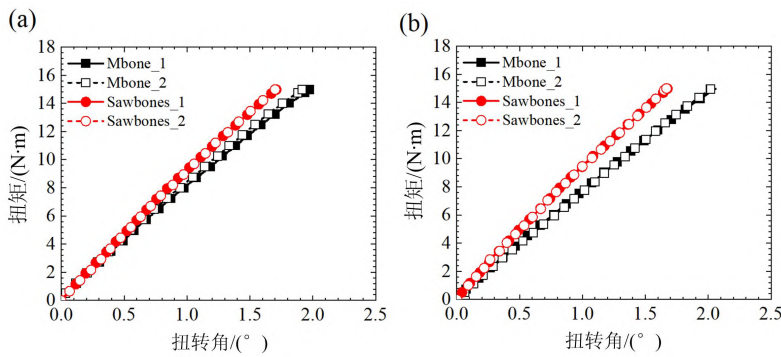 (a)
18
16
14
12
10
8
6
4
2
0
扭矩/(N·m)
Mbone_1
Mbone_2
Sawbones_1
Sawbones_2
0.0
0.5
1.0
1.5
2.0
2.5
扭转角/(°)
(b)
18
16
14
12
10
8
6
4
2
0
扭矩/(N·m)
Mbone_1
Mbone_2
Sawbones_1
Sawbones_2
0.0
0.5
1.0
1.5
2.0
2.5
扭转角/(°)